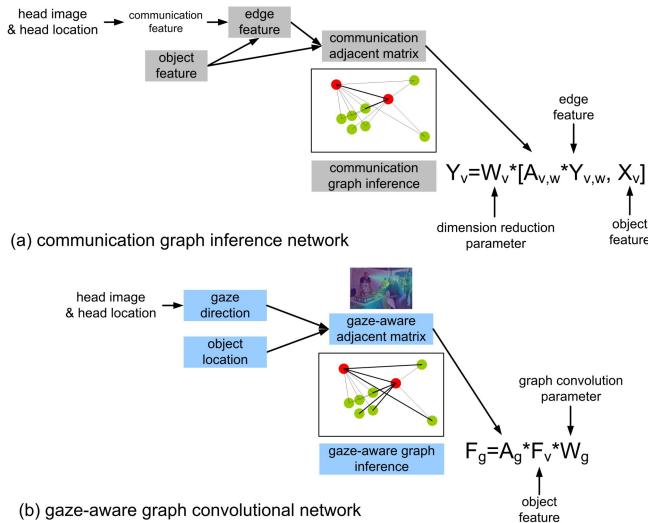 head image
& head location
communication
feature
edge
feature
object
feature
communication
adjacent matrix
edge
feature
communication
graph inference
Yv=Wv*[Av,w*Yv,w, Xv]
dimension reduction
parameter
object
feature
(a) communication graph inference network
head image
& head location
gaze
direction
object
location
gaze-aware
adjacent matrix
graph convolution
parameter
gaze-aware graph
inference
Fg=Ag*Fv*Wg
object
feature
(b) gaze-aware graph convolutional network